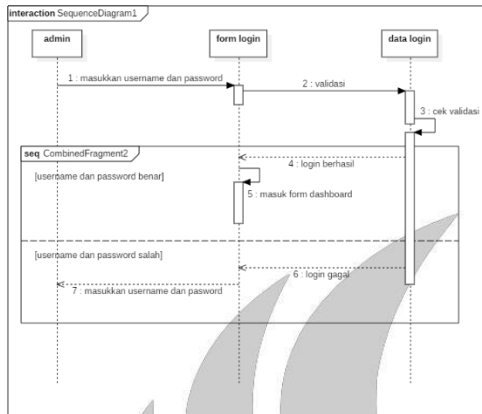 interaction SequenceDiagram1
admin
form login
data login
1 : masukkan username dan password
2 : validasi
3 : cek validasi
seq CombinedFragment2
4 : login berhasil
[username dan password benar]
5 : masuk form dashboard
[username dan password salah]
6 : login gagal
7 : masukkan username dan pasword